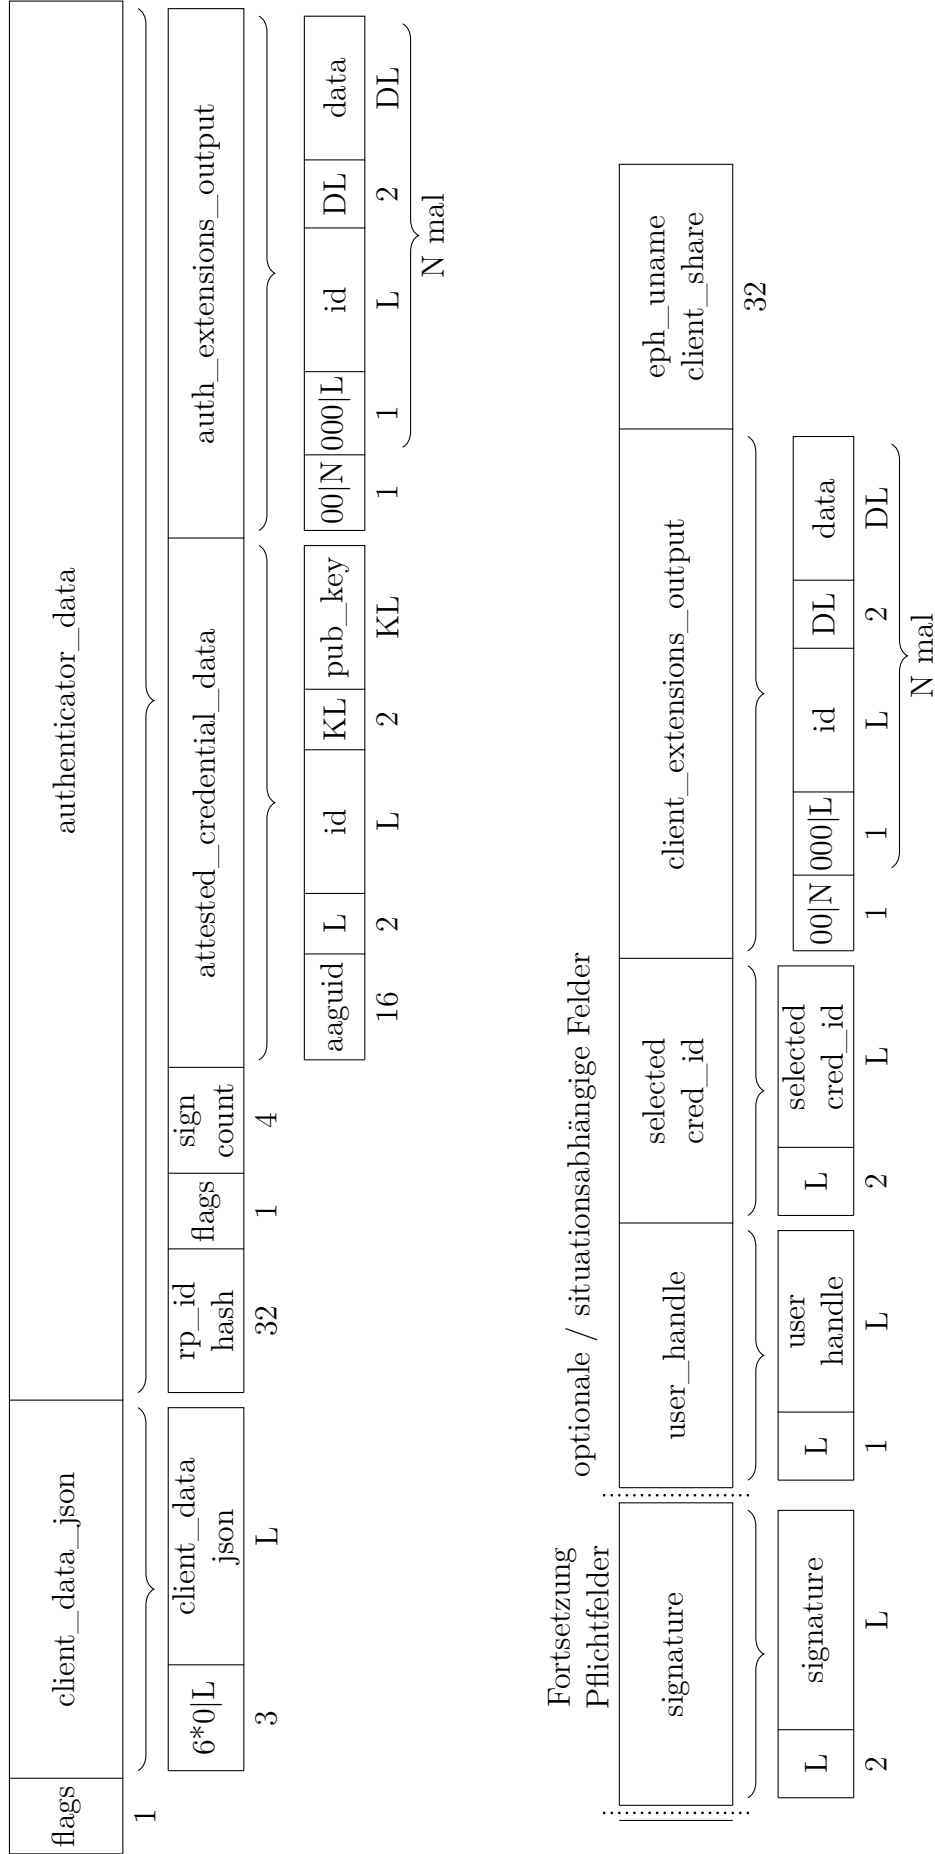 flags
client_data_json
authenticator_data
1
6*0|L
client_data
json
rp_id
hash
flags
sign
count
attested_credential_data
auth_extensions_output
3
L
32
1
4
aaguid
L
id
KL
pub_key
00|N
000|L
id
DL
data
16
2
L
2
KL
1
1
L
2
DL
N mal
Fortsetzung
Pflichtfelder
optionale / situationsabhängige Felder
signature
user_handle
selected
cred_id
client_extensions_output
eph_uname
client_share
32
L
signature
L
user
handle
L
selected
cred_id
00|N
000|L
id
DL
data
2
L
1
L
2
L
1
1
L
2
DL
N mal